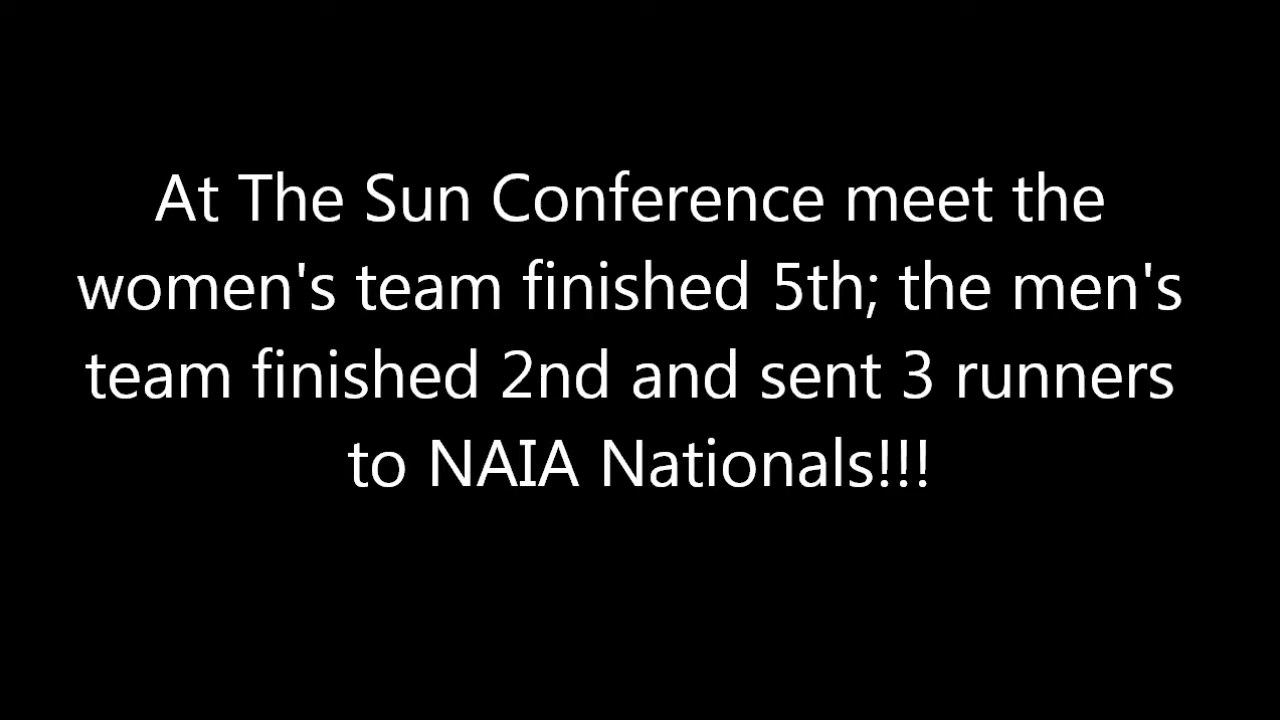 At The Sun Conference meet the
women's team finished 5th; the men's
team finished 2nd and sent 3 runners
to NAIA Nationals!!!